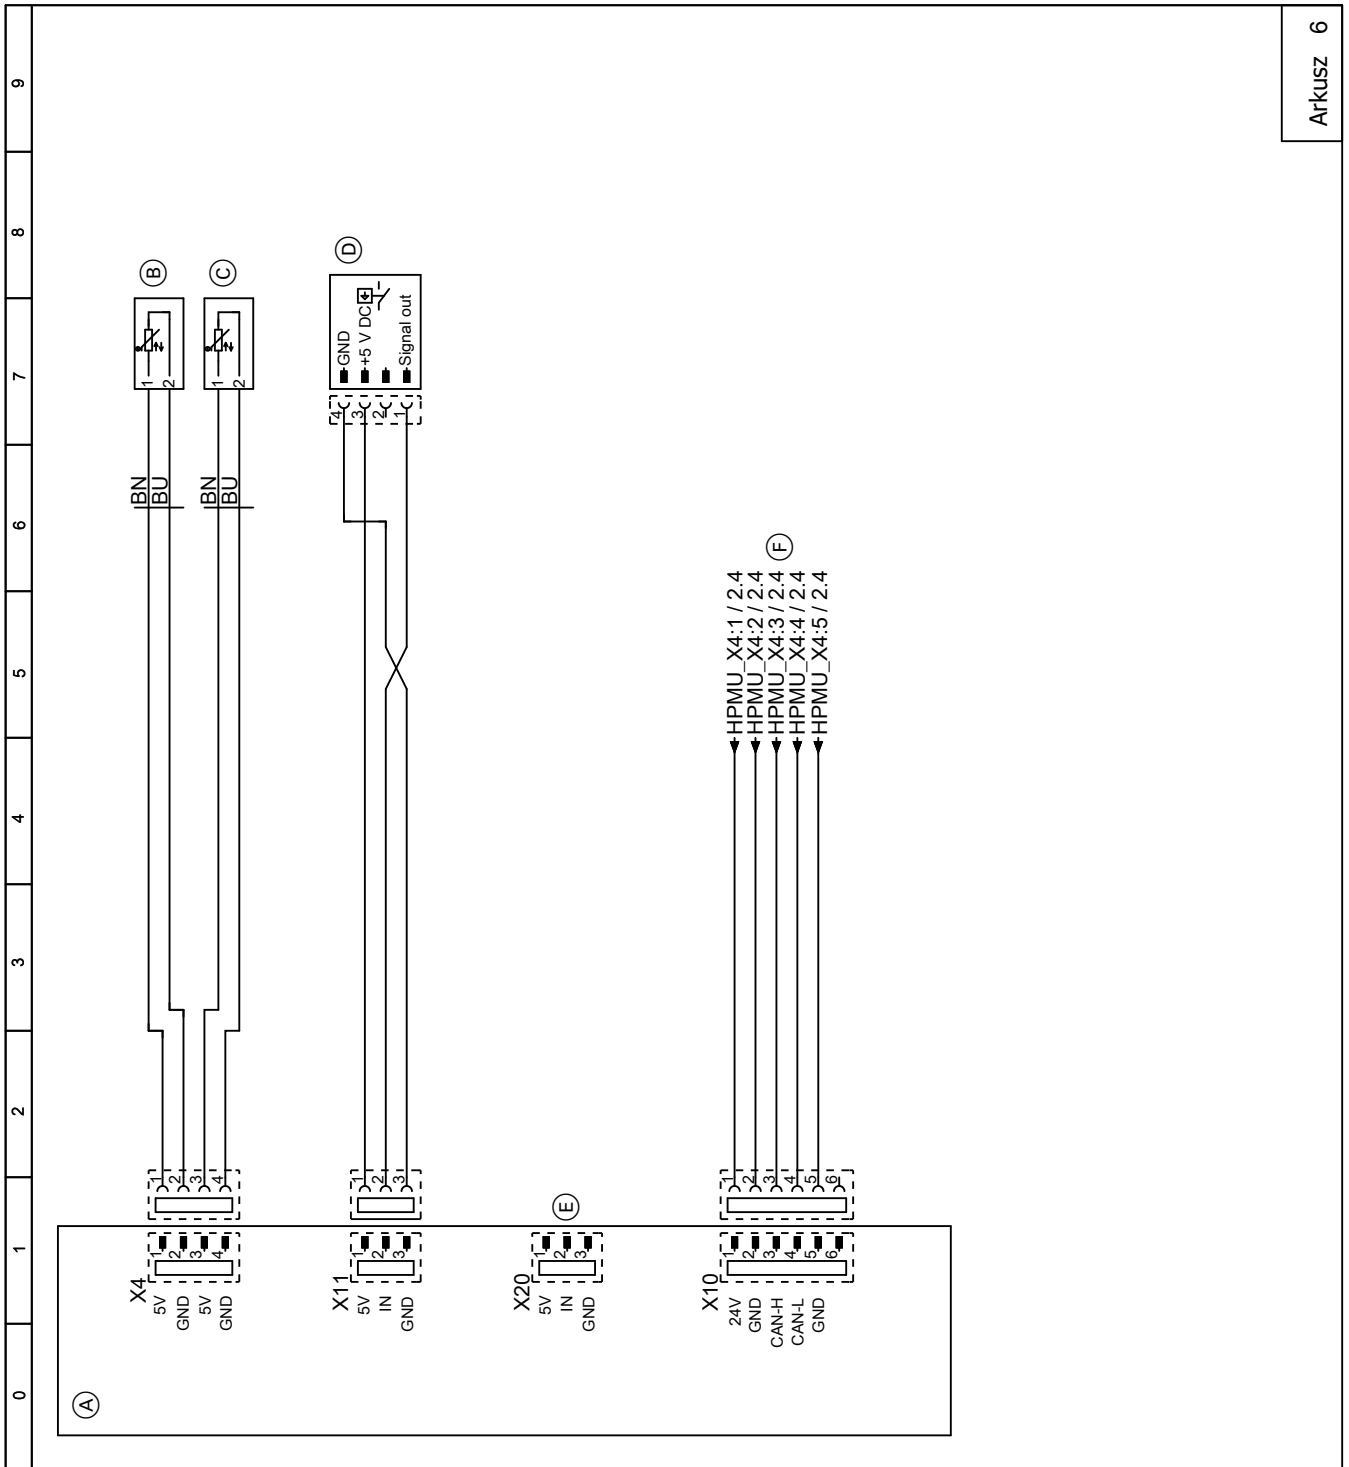 0 1 2 3 4 5 6 7 8 9
A
X4
5V 1 1 BN 1 B
GND 2 2 BU 2
5V 3 3 BN 1 C
GND 4 4 BU 2
X11
4 GND D
5V 1 1 3 +5 V DC
IN 2 2 2
GND 3 3 1 Signal out
X20
5V 1
IN 2 E
GND 3
X10
24V 1 1 HPMU_X4:1 / 2.4
GND 2 2 HPMU_X4:2 / 2.4
CAN-H 3 3 HPMU_X4:3 / 2.4 F
CAN-L 4 4 HPMU_X4:4 / 2.4
GND 5 5 HPMU_X4:5 / 2.4
6 6
Arkusz 6